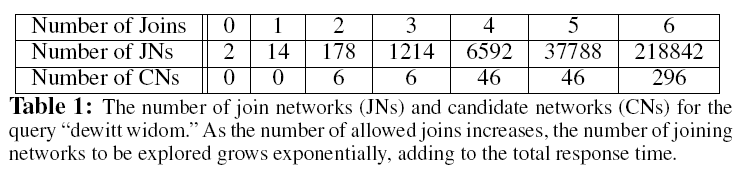 Number of Joins 0 1 2 3 4 5 6
Number of JNs 2 14 178 1214 6592 37788 218842
Number of CNs 0 0 6 6 46 46 296
Table 1: The number of join networks (JNs) and candidate networks (CNs) for the
query “dewitt widom.” As the number of allowed joins increases, the number of joining
networks to be explored grows exponentially, adding to the total response time.